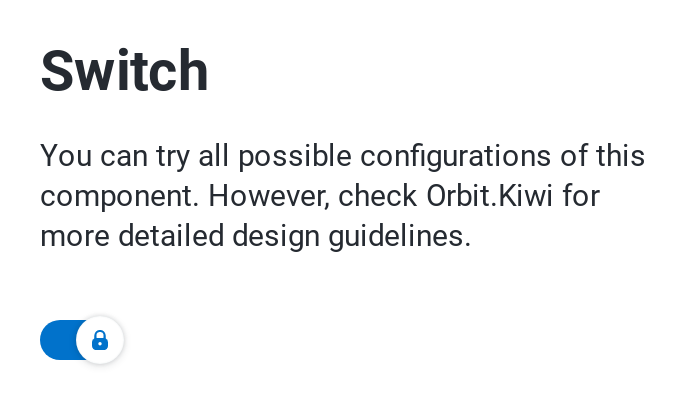 Switch
You can try all possible configurations of this
component. However, check Orbit.Kiwi for
more detailed design guidelines.